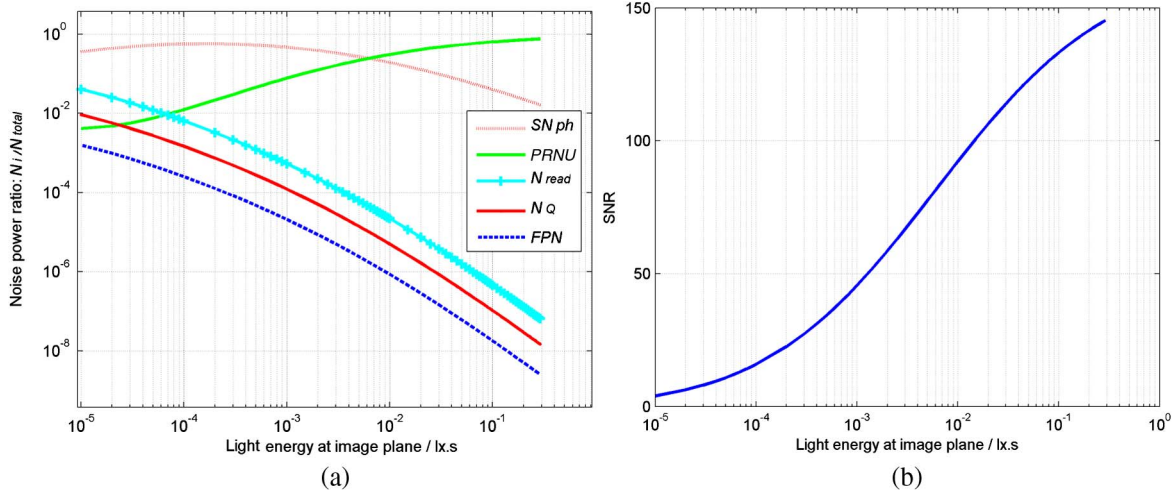 10^0
10^-2
10^-4
10^-6
10^-8
Noise power ratio: N i /N total
SN ph
PRNU
N read
N Q
FPN
10^-5 10^-4 10^-3 10^-2 10^-1
Light energy at image plane / lx.s
(a)
150
100
50
0
SNR
10^-5 10^-4 10^-3 10^-2 10^-1 10^0
Light energy at image plane / lx.s
(b)